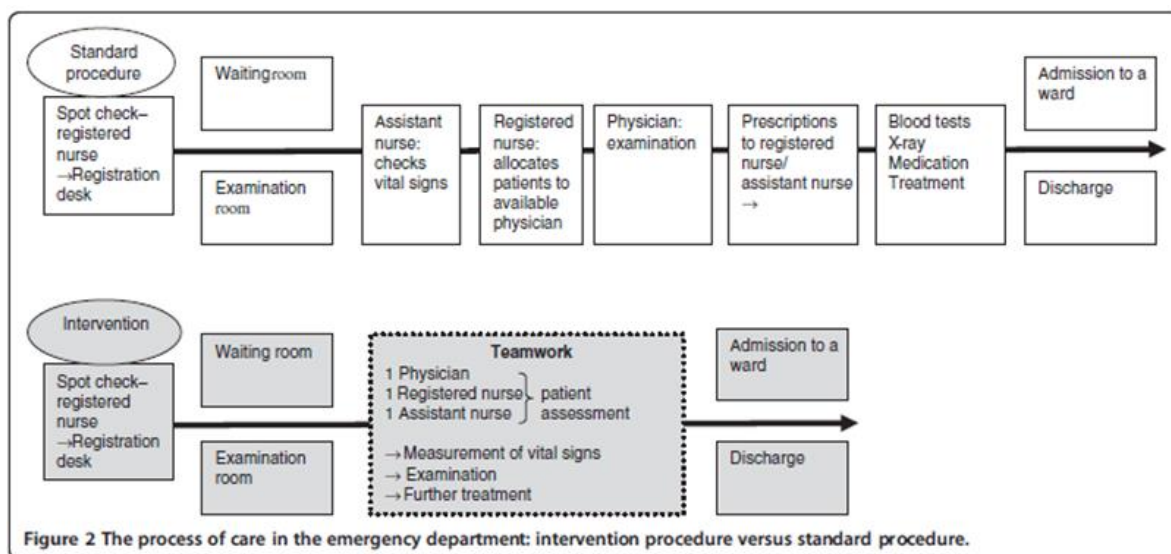 Standard
procedure
Spot check–
registered
nurse
→Registration
desk
Waiting room
Examination
room
Assistant
nurse:
checks
vital signs
Registered
nurse:
allocates
patients to
available
physician
Physician:
examination
Prescriptions
to registered
nurse/
assistant nurse
→
Blood tests
X-ray
Medication
Treatment
Admission to a
ward
Discharge
Intervention
Spot check–
registered
nurse
→Registration
desk
Waiting room
Examination
room
Teamwork
1 Physician
1 Registered nurse patient
1 Assistant nurse assessment
→Measurement of vital signs
→ Examination
→Further treatment
Admission to a
ward
Discharge
Figure 2 The process of care in the emergency department: intervention procedure versus standard procedure.